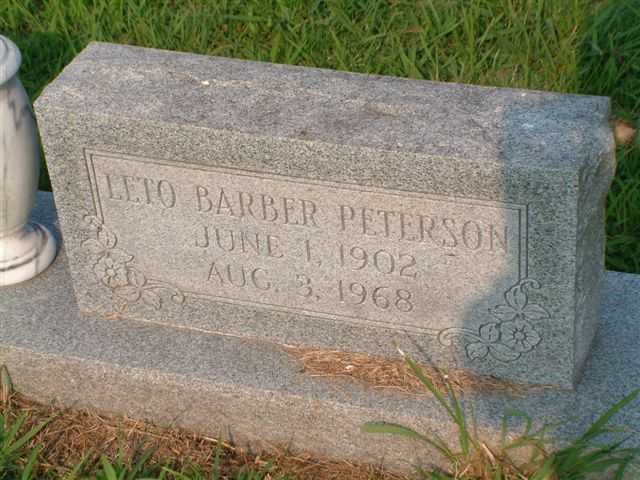 LETO BARBER PETERSON
JUNE 1, 1902
AUG. 3, 1968